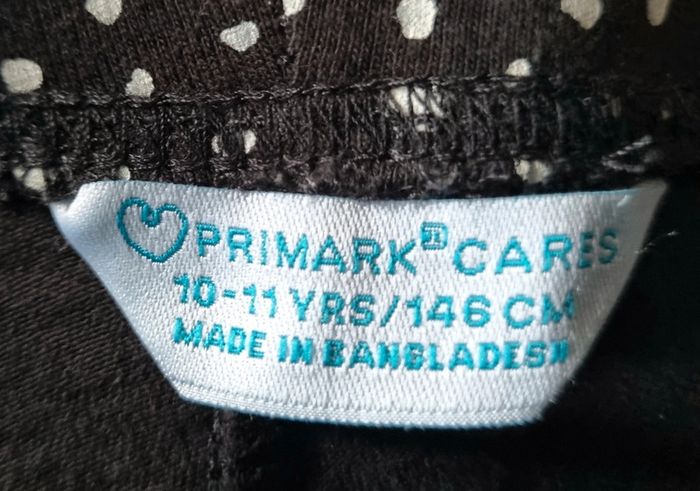 PRIMARK® CARES
10-11 YRS/146 CM
MADE IN BANGLADESH